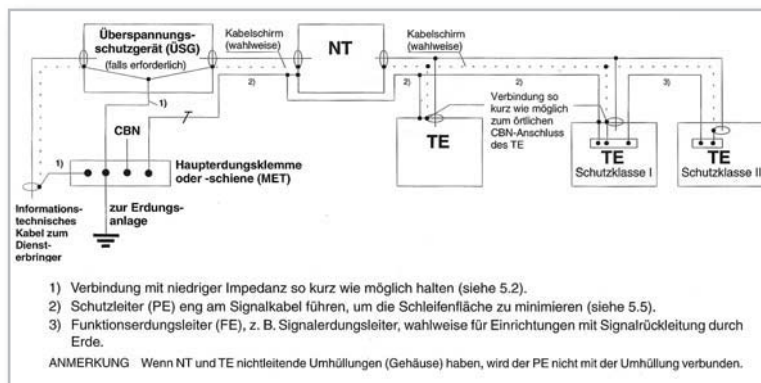 Überspannungs-
schutzgerät (ÜSG)
(falls erforderlich)
Kabelschirm
(wahlweise)
NT
Kabelschirm
(wahlweise)
2)
2)
2)
3)
1)
CBN
Verbindung so
kurz wie möglich
zum örtlichen
CBN-Anschluss
des TE
TE
TE
Schutzklasse I
TE
Schutzklasse II
1)
Haupterdungsklemme
oder -schiene (MET)
Informations-
technisches
Kabel zum
Dienst-
erbringer
zur Erdungs-
anlage
1) Verbindung mit niedriger Impedanz so kurz wie möglich halten (siehe 5.2).
2) Schutzleiter (PE) eng am Signalkabel führen, um die Schleifenfläche zu minimieren (siehe 5.5).
3) Funktionserdungsleiter (FE), z. B. Signalerdungsleiter, wahlweise für Einrichtungen mit Signalrückleitung durch
Erde.
ANMERKUNG Wenn NT und TE nichtleitende Umhüllungen (Gehäuse) haben, wird der PE nicht mit der Umhüllung verbunden.